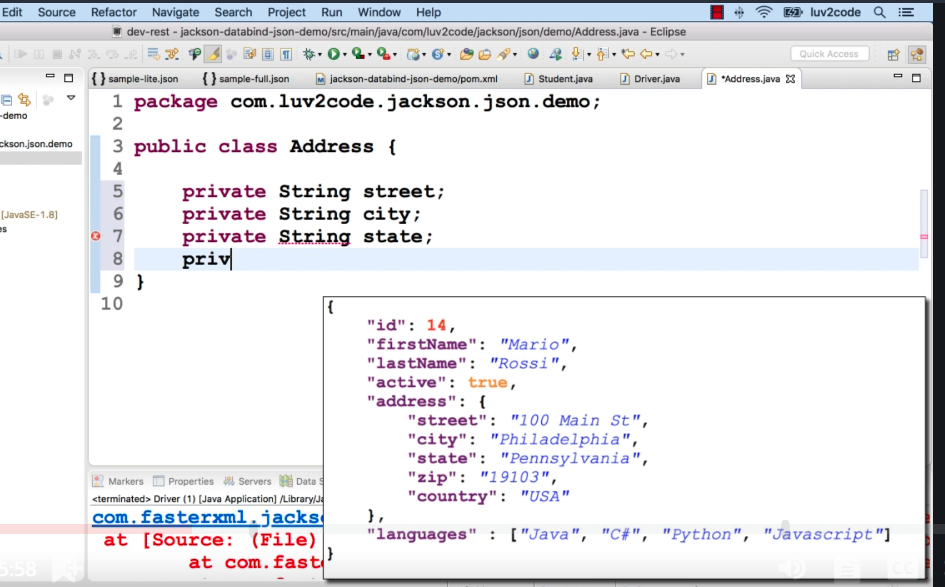 Edit Source Refactor Navigate Search Project Run Window Help luv2code
dev-rest - jackson-databind-json-demo/src/main/java/com/luv2code/jackson/json/demo/Address.java - Eclipse
Quick Access
{} sample-lite.json {} sample-full.json jackson-databind-json-demo/pom.xml Student.java Driver.java *Address.java
-demo
ckson.json.demo
[JavaSE-1.8]
es
1 package com.luv2code.jackson.json.demo;
2
3 public class Address {
4
5 private String street;
6 private String city;
7 private String state;
8 priv
9 }
10
{
"id": 14,
"firstName": "Mario",
"lastName": "Rossi",
"active": true,
"address": {
"street": "100 Main St",
"city": "Philadelphia",
"state": "Pennsylvania",
"zip": "19103",
"country": "USA"
},
"languages" : ["Java", "C#", "Python", "Javascript"]
}
Markers Properties Servers Data S
<terminated> Driver (1) [Java Application] /Library/Ja
com.fasterxml.jacks
at [Source: (File)
at com.fast
5:58